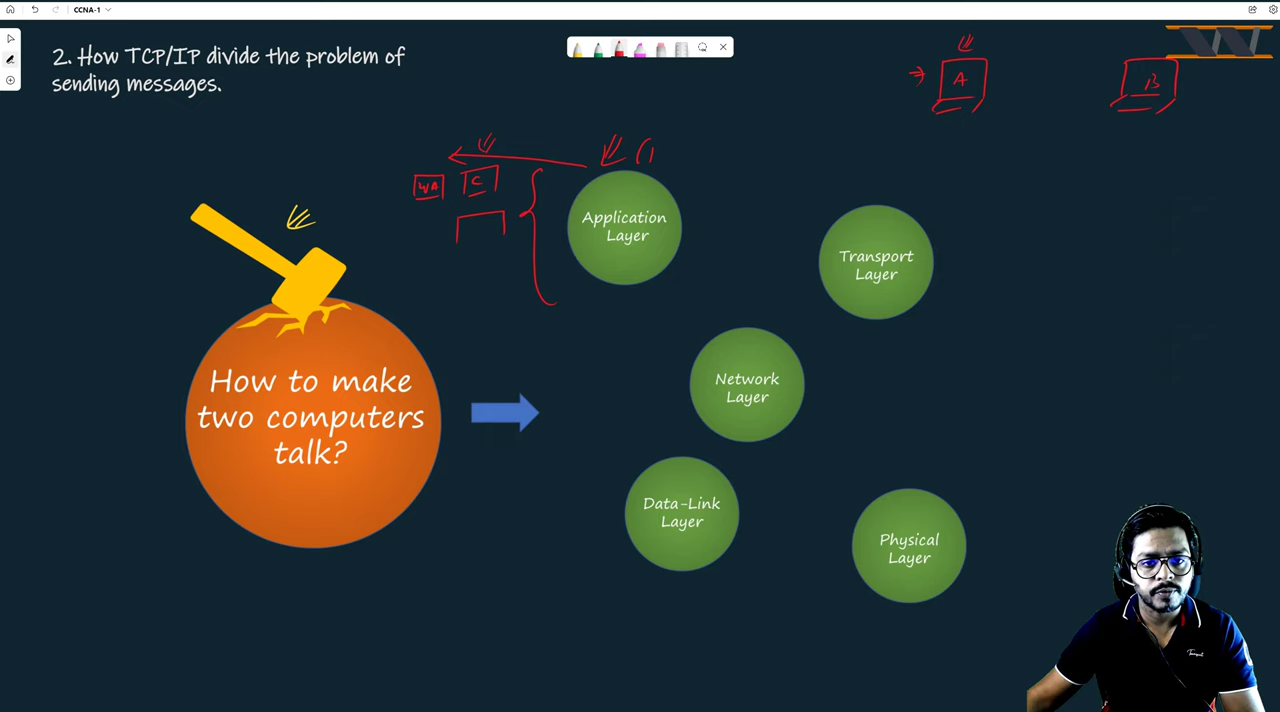 CCNA-1
2. How TCP/IP divide the problem of
sending messages.
A
B
WA
C
Application
Layer
Transport
Layer
How to make
two computers
talk?
Network
Layer
Data-Link
Layer
Physical
Layer